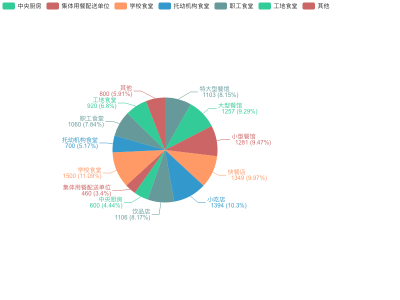 中央厨房 集体用餐配送单位 学校食堂 托幼机构食堂 职工食堂 工地食堂 其他
特大型餐馆
1103 (8.15%)
大型餐馆
1257 (9.29%)
小型餐馆
1281 (9.47%)
快餐店
1349 (9.97%)
小吃店
1394 (10.3%)
饮品店
1106 (8.17%)
中央厨房
600 (4.44%)
集体用餐配送单位
460 (3.4%)
学校食堂
1500 (11.09%)
托幼机构食堂
700 (5.17%)
职工食堂
1060 (7.84%)
工地食堂
920 (6.8%)
其他
800 (5.91%)